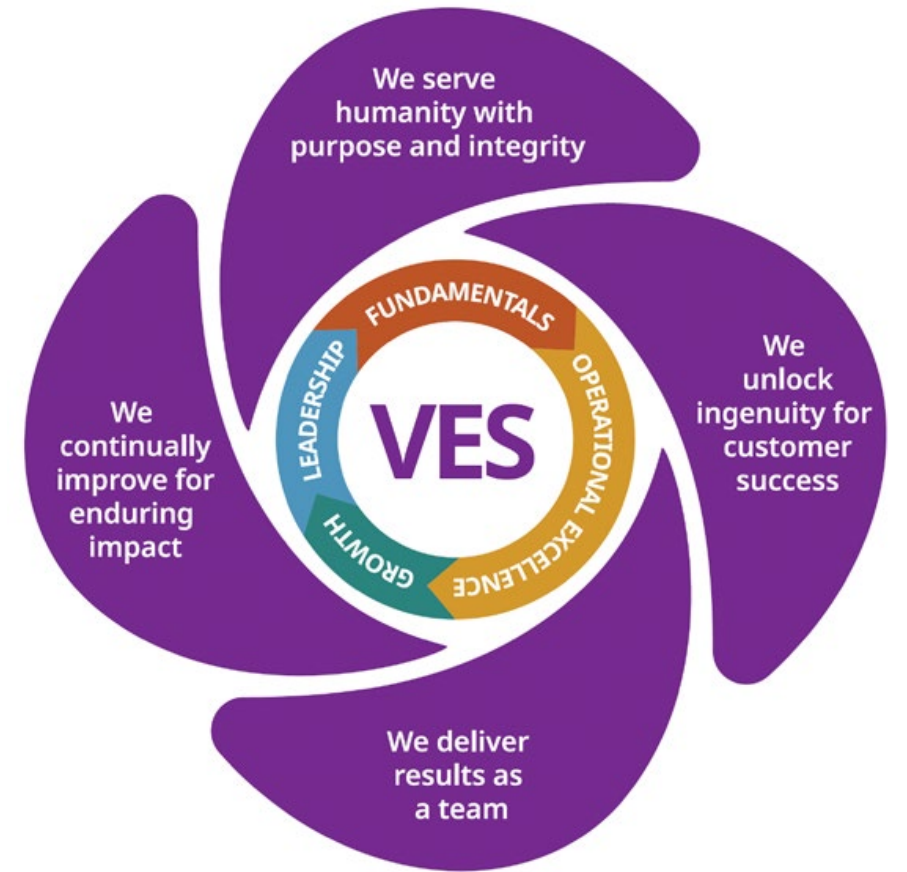 We serve
humanity with
purpose and integrity
We
unlock
ingenuity for
customer
success
We deliver
results as
a team
We
continually
improve for
enduring
impact
FUNDAMENTALS
OPERATIONAL EXCELLENCE
GROWTH
LEADERSHIP
VES